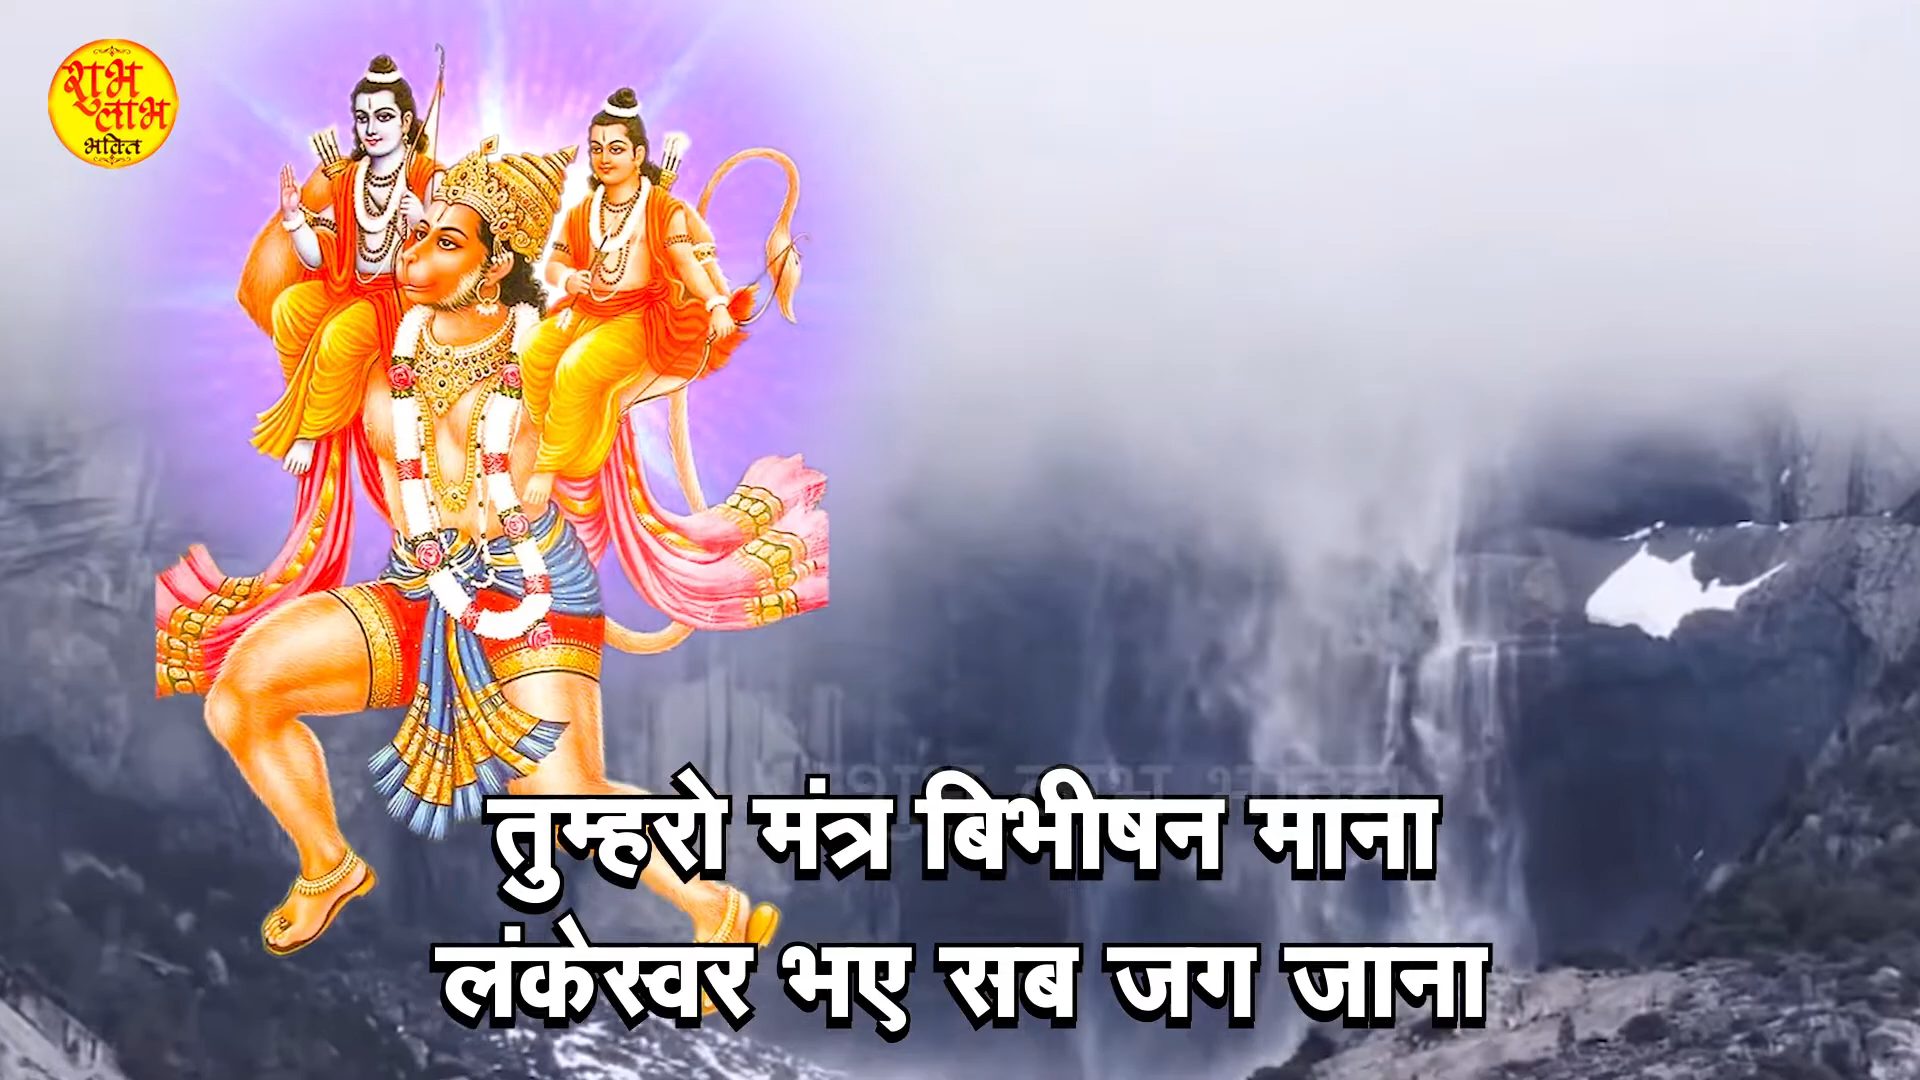 शुभ
लाभ
भक्ति
तुम्हरो मंत्र बिभीषन माना
लंकेस्वर भए सब जग जाना